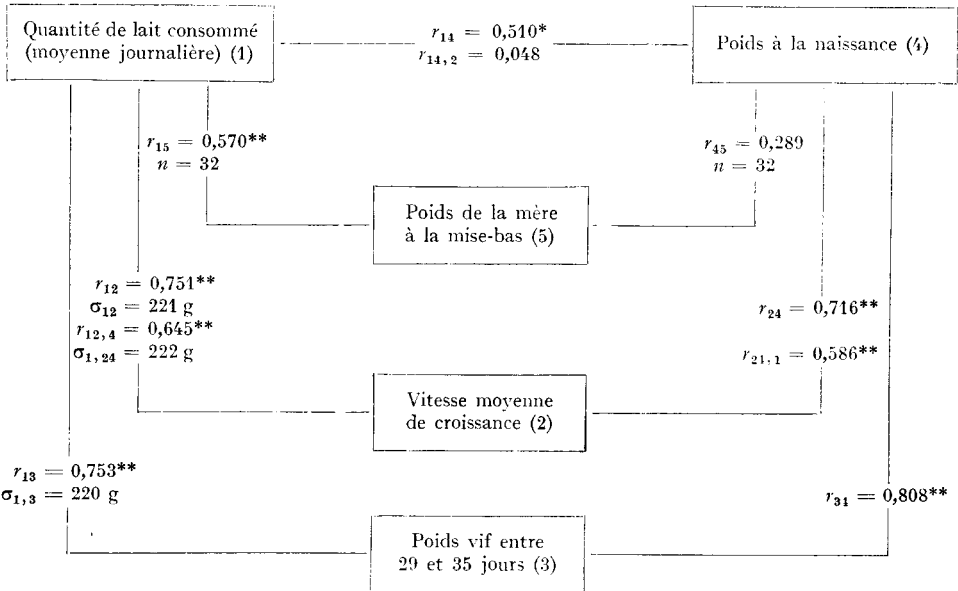 Quantité de lait consommé
(moyenne journalière) (1)
r14 = 0,510*
r14,2 = 0,048
Poids à la naissance (4)
r15 = 0,570**
n = 32
r45 = 0,289
n = 32
Poids de la mère
à la mise-bas (5)
r12 = 0,751**
σ12 = 221 g
r12,4 = 0,645**
σ1,24 = 222 g
r24 = 0,716**
r21,1 = 0,586**
Vitesse moyenne
de croissance (2)
r13 = 0,753**
σ1,3 = 220 g
r34 = 0,808**
Poids vif entre
29 et 35 jours (3)